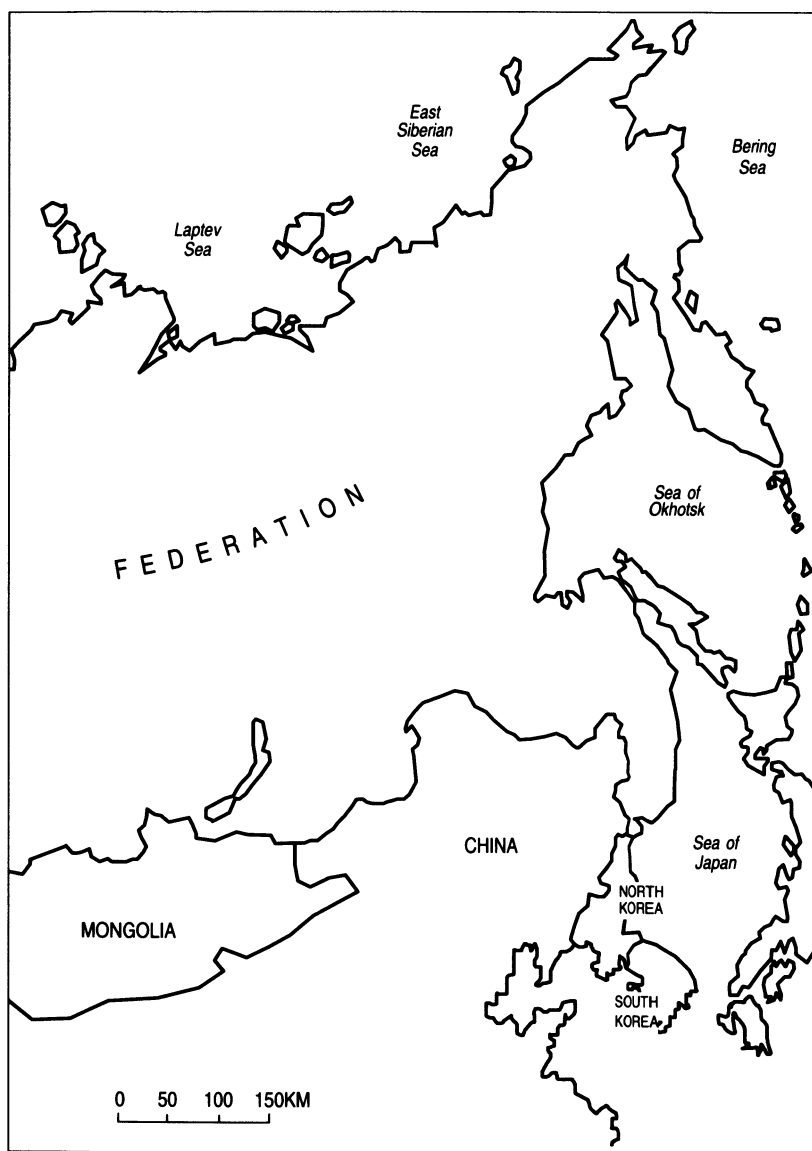 East
Siberian
Sea
Bering
Sea
Laptev
Sea
Sea of
Okhotsk
FEDERATION
CHINA
Sea of
Japan
NORTH
KOREA
MONGOLIA
SOUTH
KOREA
0 50 100 150KM